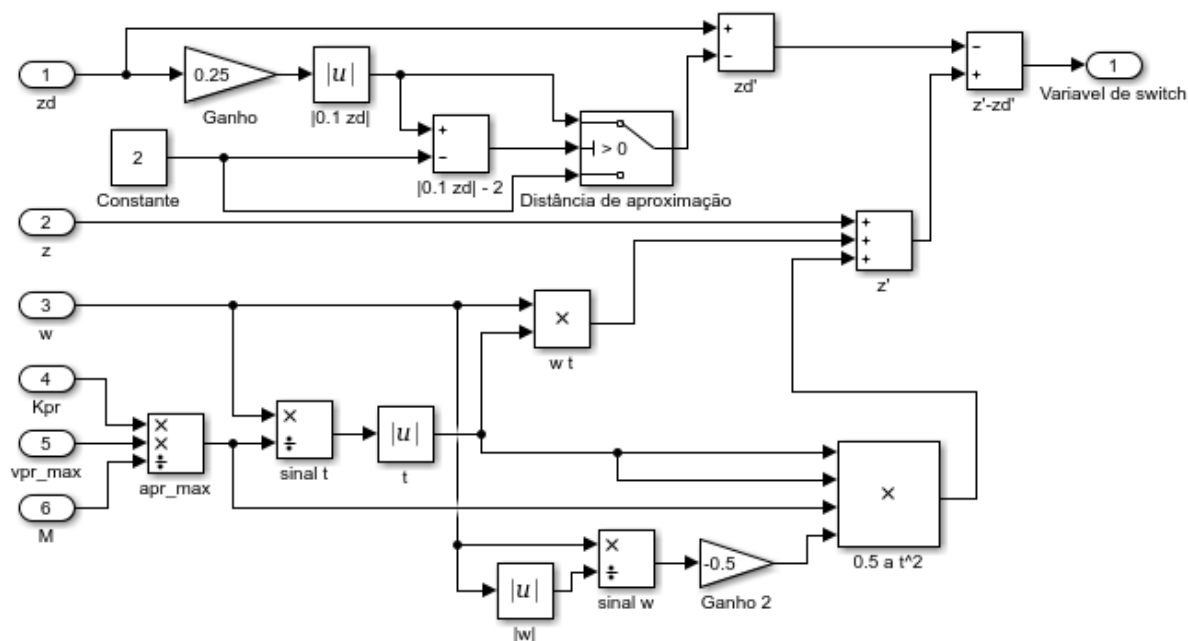 1
zd
0.25
Ganho
|u|
|0.1 zd|
+
−
zd'
−
+
z'-zd'
1
Variavel de switch
2
Constante
+
−
|0.1 zd| - 2
> 0
Distância de aproximação
2
z
+
+
+
z'
3
w
×
w t
4
Kpr
5
vpr_max
6
M
×
×
÷
apr_max
×
÷
sinal t
|u|
t
×
0.5 a t^2
|u|
|w|
×
÷
sinal w
-0.5
Ganho 2